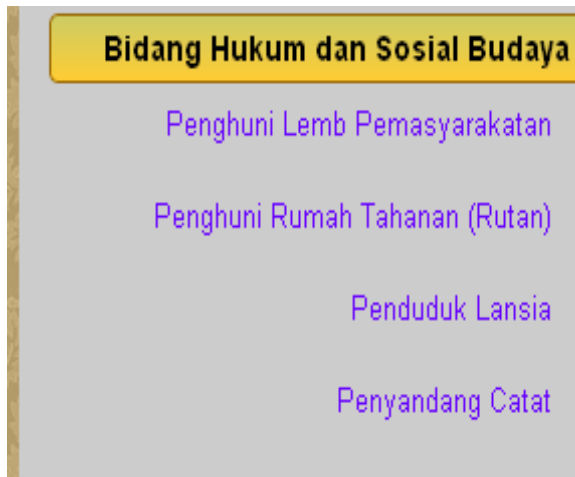 Bidang Hukum dan Sosial Budaya
Penghuni Lemb Pemasyarakatan
Penghuni Rumah Tahanan (Rutan)
Penduduk Lansia
Penyandang Catat